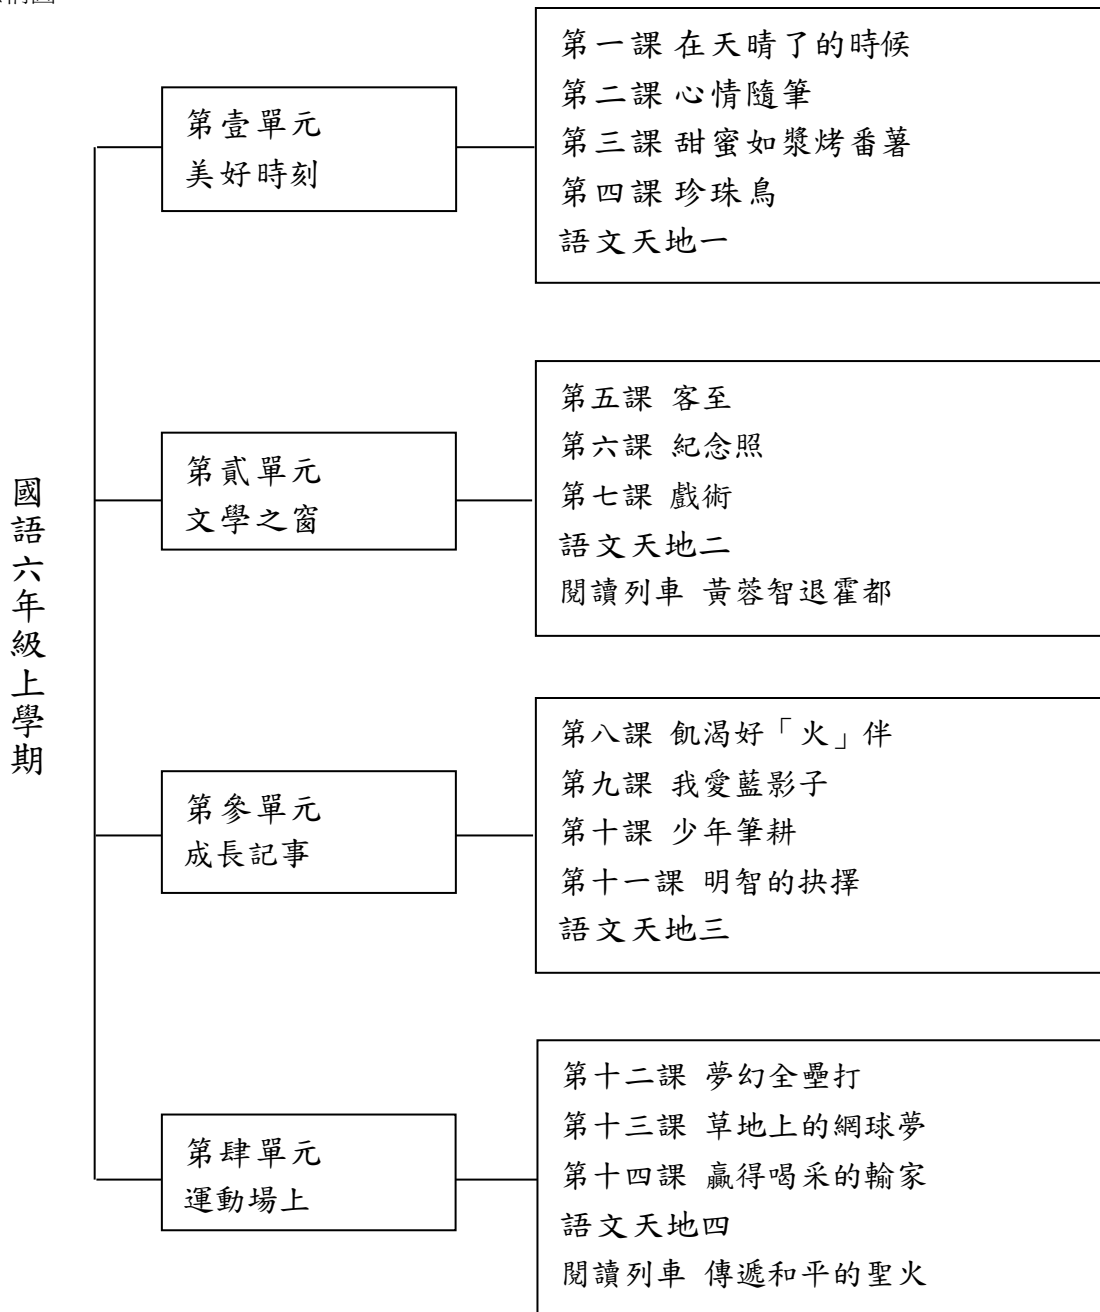 國語六年級上學期
第壹單元
美好時刻
第一課 在天晴了的時候
第二課 心情隨筆
第三課 甜蜜如漿烤番薯
第四課 珍珠鳥
語文天地一
第貳單元
文學之窗
第五課 客至
第六課 紀念照
第七課 戲術
語文天地二
閱讀列車 黃蓉智退霍都
第參單元
成長記事
第八課 飢渴好「火」伴
第九課 我愛藍影子
第十課 少年筆耕
第十一課 明智的抉擇
語文天地三
第肆單元
運動場上
第十二課 夢幻全壘打
第十三課 草地上的網球夢
第十四課 贏得喝采的輸家
語文天地四
閱讀列車 傳遞和平的聖火